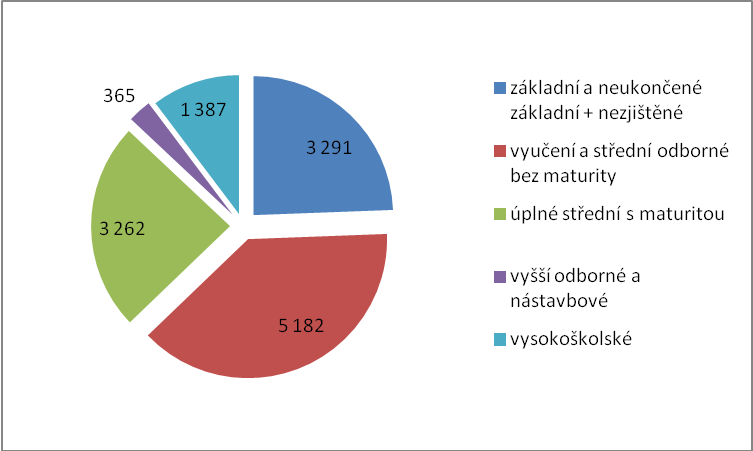 365
1 387
3 291
3 262
5 182
základní a neukončené
základní + nezjištěné
vyučení a střední odborné
bez maturity
úplné střední s maturitou
vyšší odborné a
nástavbové
vysokoškolské